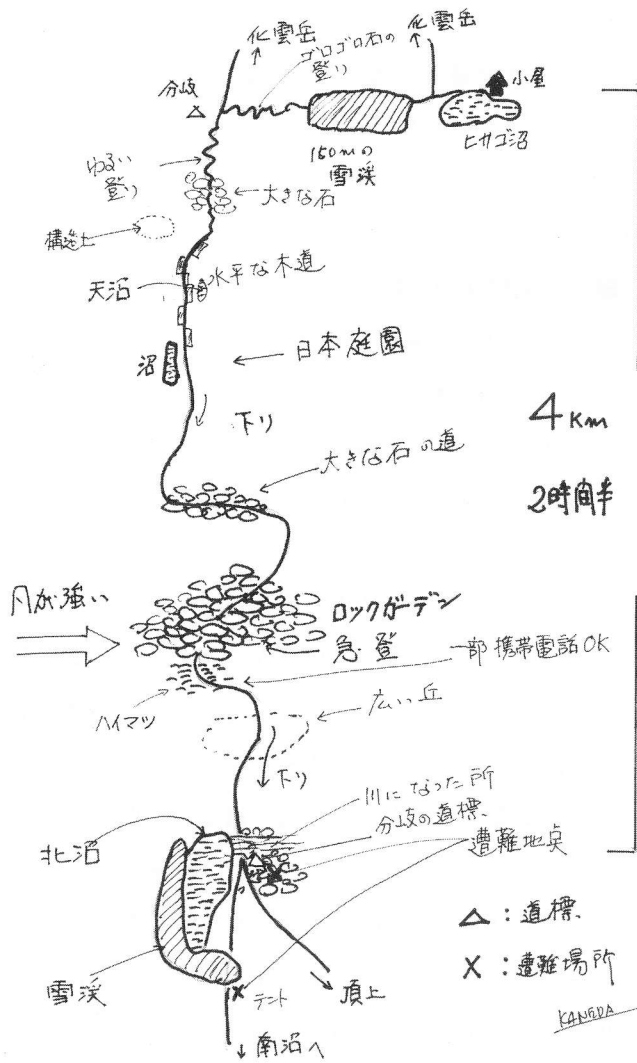 化雲岳
化雲岳
ゴロゴロ石の
登り
分岐
小屋
ヒサゴ沼
150mの
雪渓
ゆるい
登り
大きな石
構造土
水平な木道
天沼
日本庭園
沼
下り
4Km
大きな石の道
2時間半
風が強い
ロックガーデン
急登
一部携帯電話OK
ハイマツ
広い丘
下り
川になった所
分岐の道標
遭難地点
北沼
△:道標
X:遭難場所
雪渓
テント
頂上
KANEDA
南沼へ